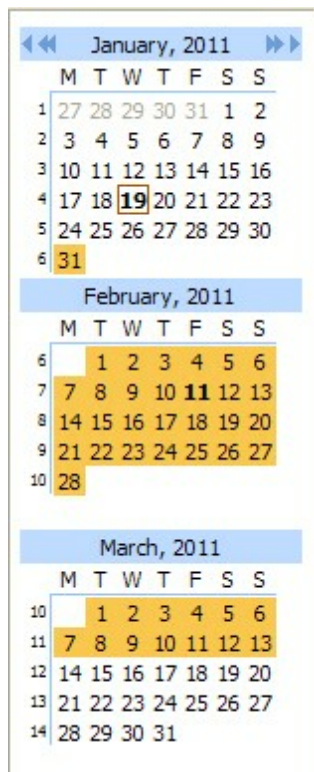 January, 2011
M T W T F S S
1 27 28 29 30 31 1 2
2 3 4 5 6 7 8 9
3 10 11 12 13 14 15 16
4 17 18 19 20 21 22 23
5 24 25 26 27 28 29 30
6 31
February, 2011
M T W T F S S
6 1 2 3 4 5 6
7 7 8 9 10 11 12 13
8 14 15 16 17 18 19 20
9 21 22 23 24 25 26 27
10 28
March, 2011
M T W T F S S
10 1 2 3 4 5 6
11 7 8 9 10 11 12 13
12 14 15 16 17 18 19 20
13 21 22 23 24 25 26 27
14 28 29 30 31